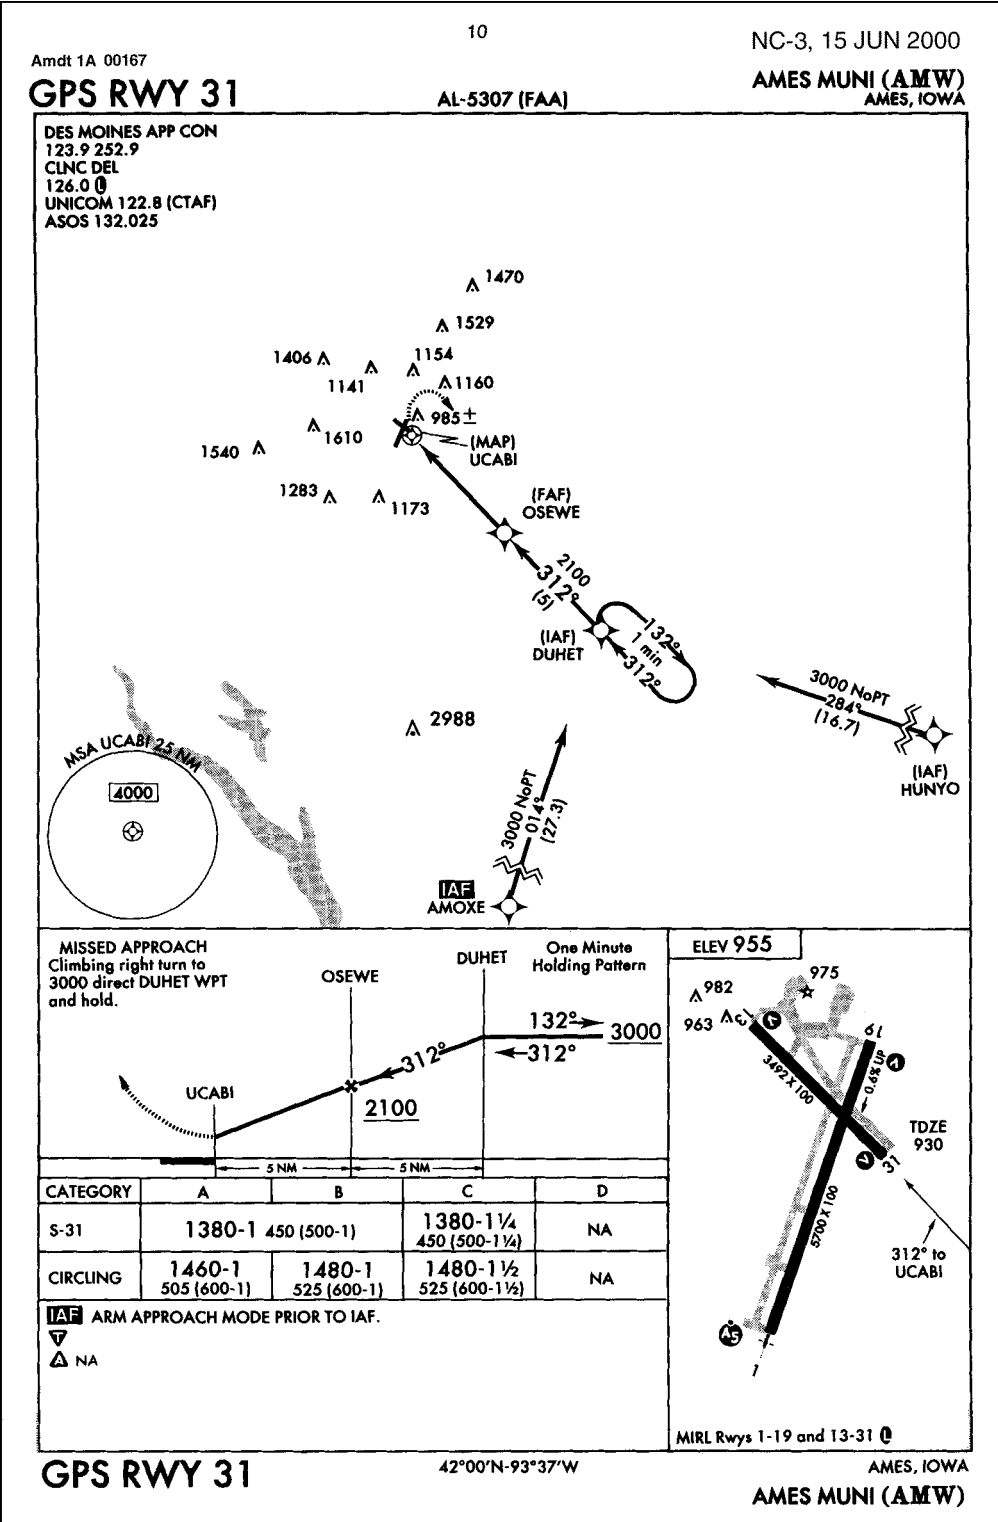 10
NC-3, 15 JUN 2000
Amdt 1A 00167
GPS RWY 31
AL-5307 (FAA)
AMES MUNI (AMW)
AMES, IOWA
DES MOINES APP CON
123.9 252.9
CLNC DEL
126.0 L
UNICOM 122.8 (CTAF)
ASOS 132.025
1470
1529
1406
1154
1141
1160
985±
1610
1540
(MAP)
UCABI
1283
1173
(FAF)
OSEWE
2100
312°
(5)
(IAF)
DUHET
132°
1 min
312°
3000 NoPT
284°
(16.7)
(IAF)
HUNYO
2988
MSA UCABI 25 NM
4000
3000 NoPT
014°
(27.3)
IAF
AMOXE
MISSED APPROACH
Climbing right turn to
3000 direct DUHET WPT
and hold.
OSEWE
DUHET
One Minute
Holding Pattern
132°
312°
3000
312°
2100
UCABI
5 NM
5 NM
ELEV 955
982
975
963
13
19
3492 X 100
0.6% UP
V
V
V
TDZE
930
31
5700 X 100
312° to
UCABI
A5
1
MIRL Rwys 1-19 and 13-31 L
CATEGORY A B C D
S-31 1380-1 450 (500-1) 1380-1¼ NA
450 (500-1¼)
CIRCLING 1460-1 1480-1 1480-1½ NA
505 (600-1) 525 (600-1) 525 (600-1½)
IAF ARM APPROACH MODE PRIOR TO IAF.
T
A NA
GPS RWY 31
42°00'N-93°37'W
AMES, IOWA
AMES MUNI (AMW)